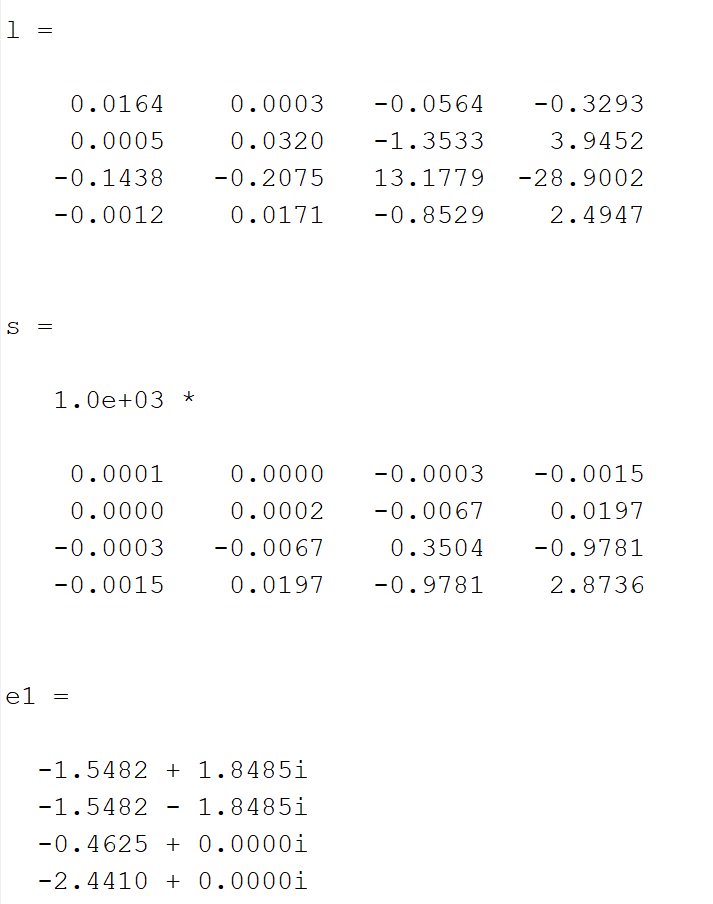 l =
0.0164 0.0003 -0.0564 -0.3293
0.0005 0.0320 -1.3533 3.9452
-0.1438 -0.2075 13.1779 -28.9002
-0.0012 0.0171 -0.8529 2.4947
s =
1.0e+03 *
0.0001 0.0000 -0.0003 -0.0015
0.0000 0.0002 -0.0067 0.0197
-0.0003 -0.0067 0.3504 -0.9781
-0.0015 0.0197 -0.9781 2.8736
e1 =
-1.5482 + 1.8485i
-1.5482 - 1.8485i
-0.4625 + 0.0000i
-2.4410 + 0.0000i